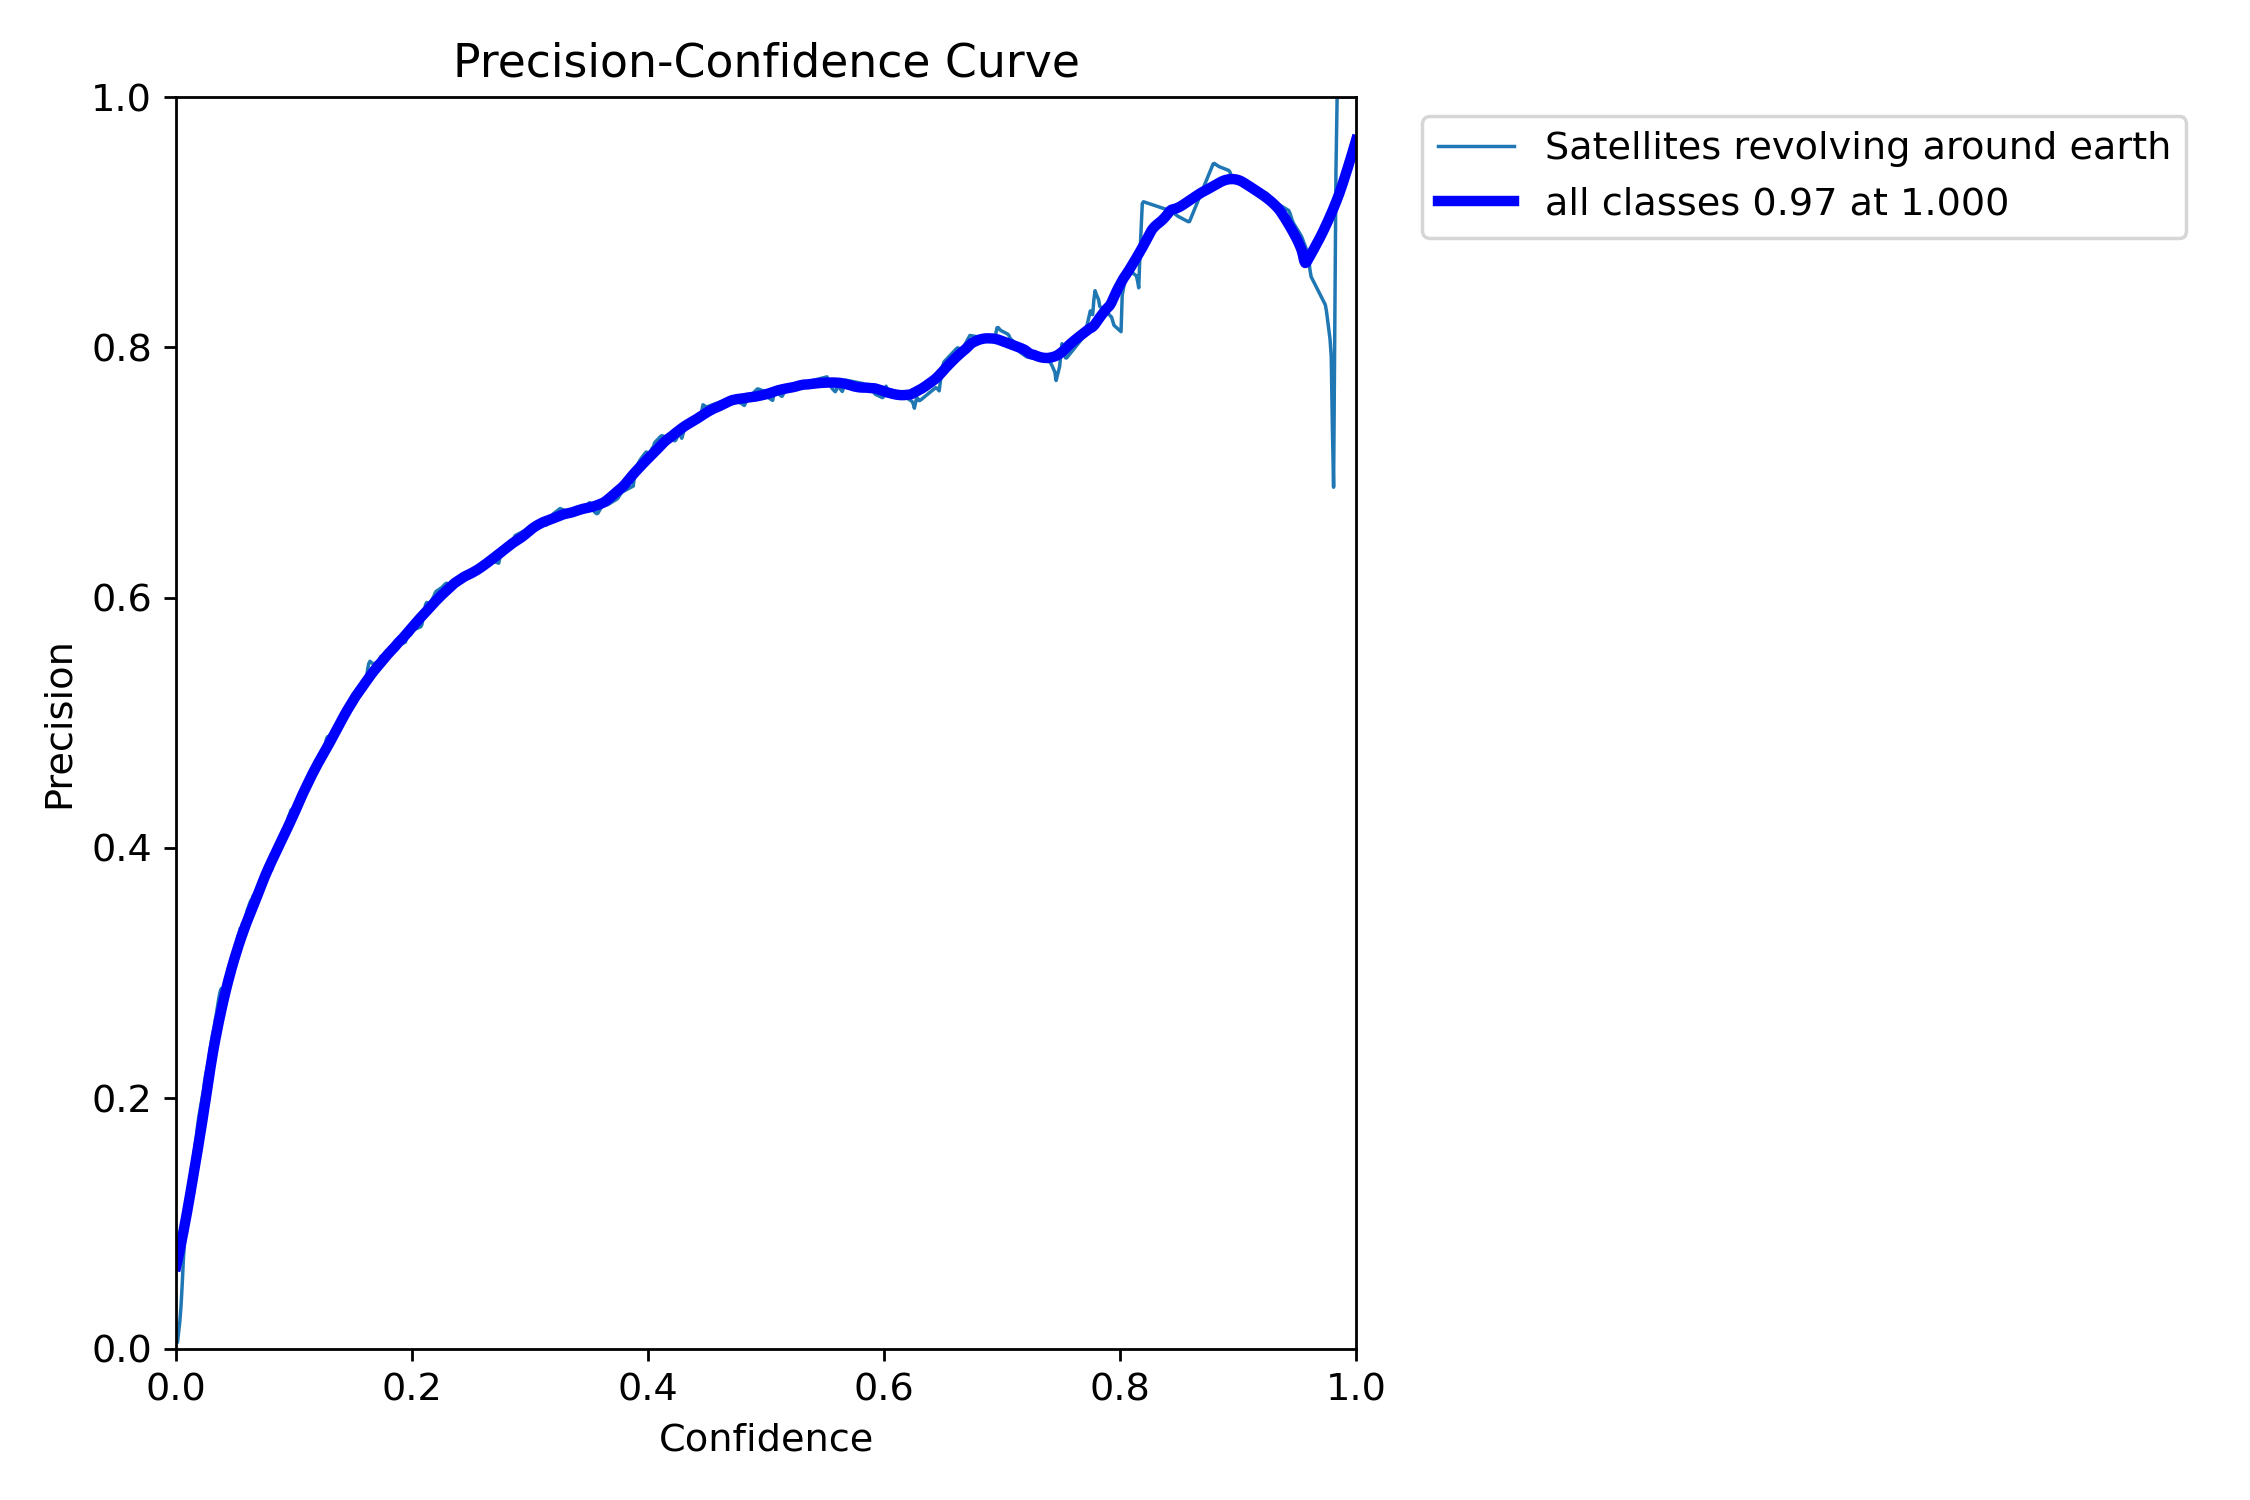 Precision-Confidence Curve
1.0
0.8
0.6
0.4
0.2
0.0
Precision
0.0 0.2 0.4 0.6 0.8 1.0
Confidence
Satellites revolving around earth
all classes 0.97 at 1.000